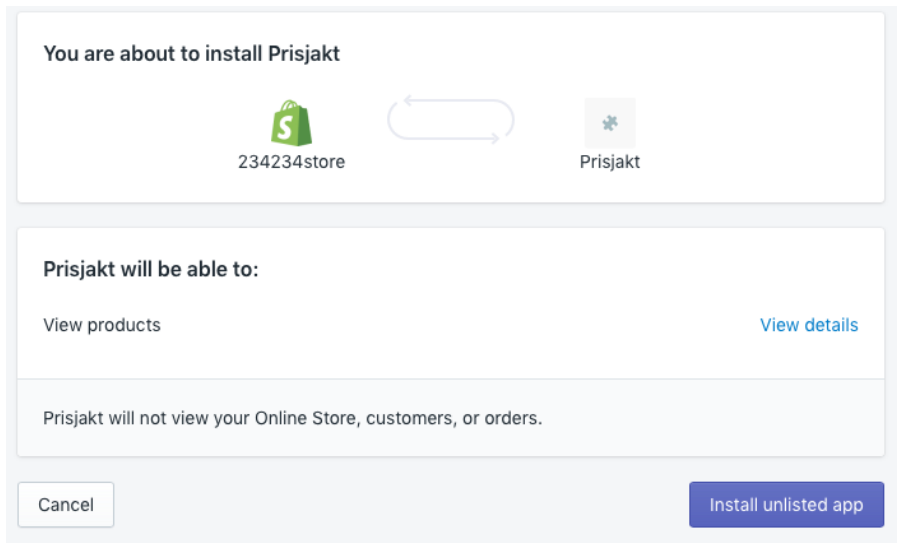 You are about to install Prisjakt
234234store
Prisjakt
Prisjakt will be able to:
View products
View details
Prisjakt will not view your Online Store, customers, or orders.
Cancel
Install unlisted app